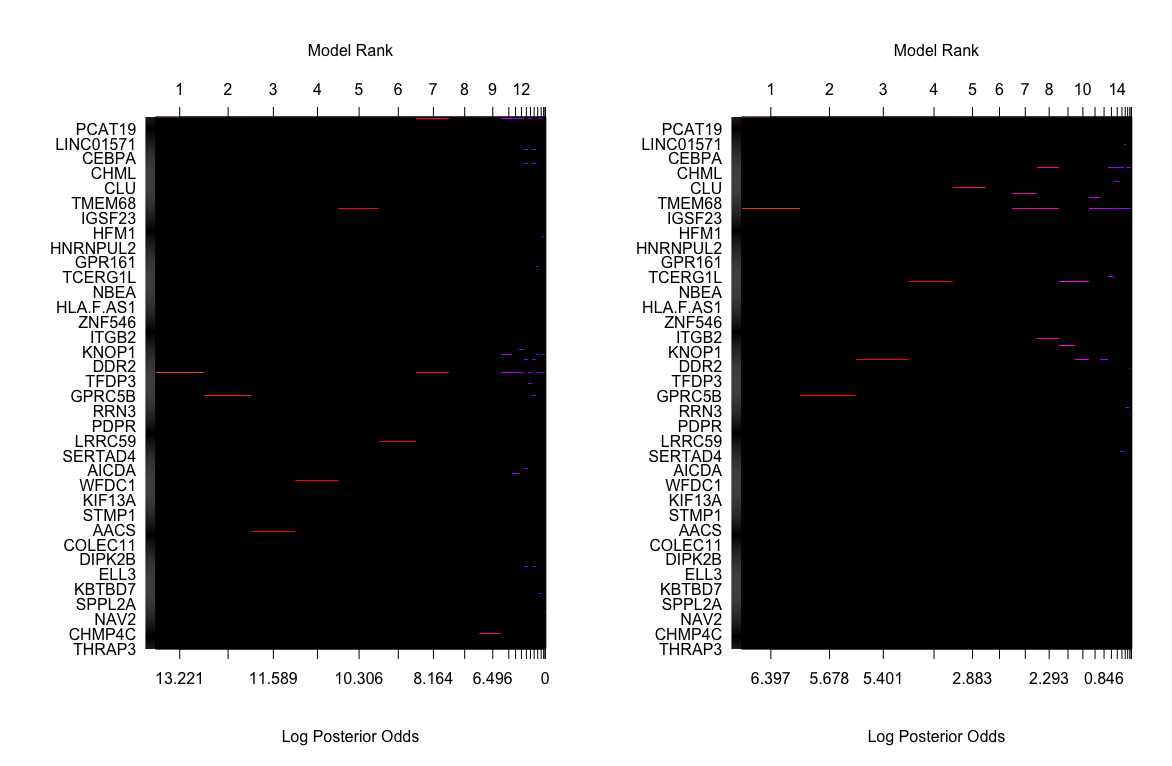 Model Rank
1 2 3 4 5 6 7 8 9 12
PCAT19
LINC01571
CEBPA
CHML
CLU
TMEM68
IGSF23
HFM1
HNRNPUL2
GPR161
TCERG1L
NBEA
HLA.F.AS1
ZNF546
ITGB2
KNOP1
DDR2
TFDP3
GPRC5B
RRN3
PDPR
LRRC59
SERTAD4
AICDA
WFDC1
KIF13A
STMP1
AACS
COLEC11
DIPK2B
ELL3
KBTBD7
SPPL2A
NAV2
CHMP4C
THRAP3
13.221 11.589 10.306 8.164 6.496 0
Log Posterior Odds
Model Rank
1 2 3 4 5 6 7 8 10 14
PCAT19
LINC01571
CEBPA
CHML
CLU
TMEM68
IGSF23
HFM1
HNRNPUL2
GPR161
TCERG1L
NBEA
HLA.F.AS1
ZNF546
ITGB2
KNOP1
DDR2
TFDP3
GPRC5B
RRN3
PDPR
LRRC59
SERTAD4
AICDA
WFDC1
KIF13A
STMP1
AACS
COLEC11
DIPK2B
ELL3
KBTBD7
SPPL2A
NAV2
CHMP4C
THRAP3
6.397 5.678 5.401 2.883 2.293 0.846
Log Posterior Odds